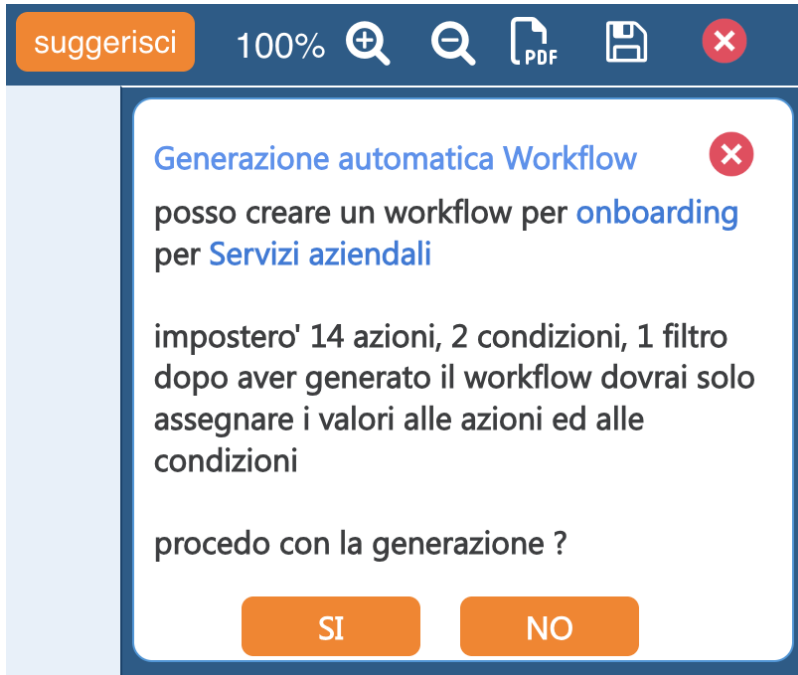 suggerisci 100% PDF
Generazione automatica Workflow
posso creare un workflow per onboarding
per Servizi aziendali
impostero' 14 azioni, 2 condizioni, 1 filtro
dopo aver generato il workflow dovrai solo
assegnare i valori alle azioni ed alle
condizioni
procedo con la generazione ?
SI NO